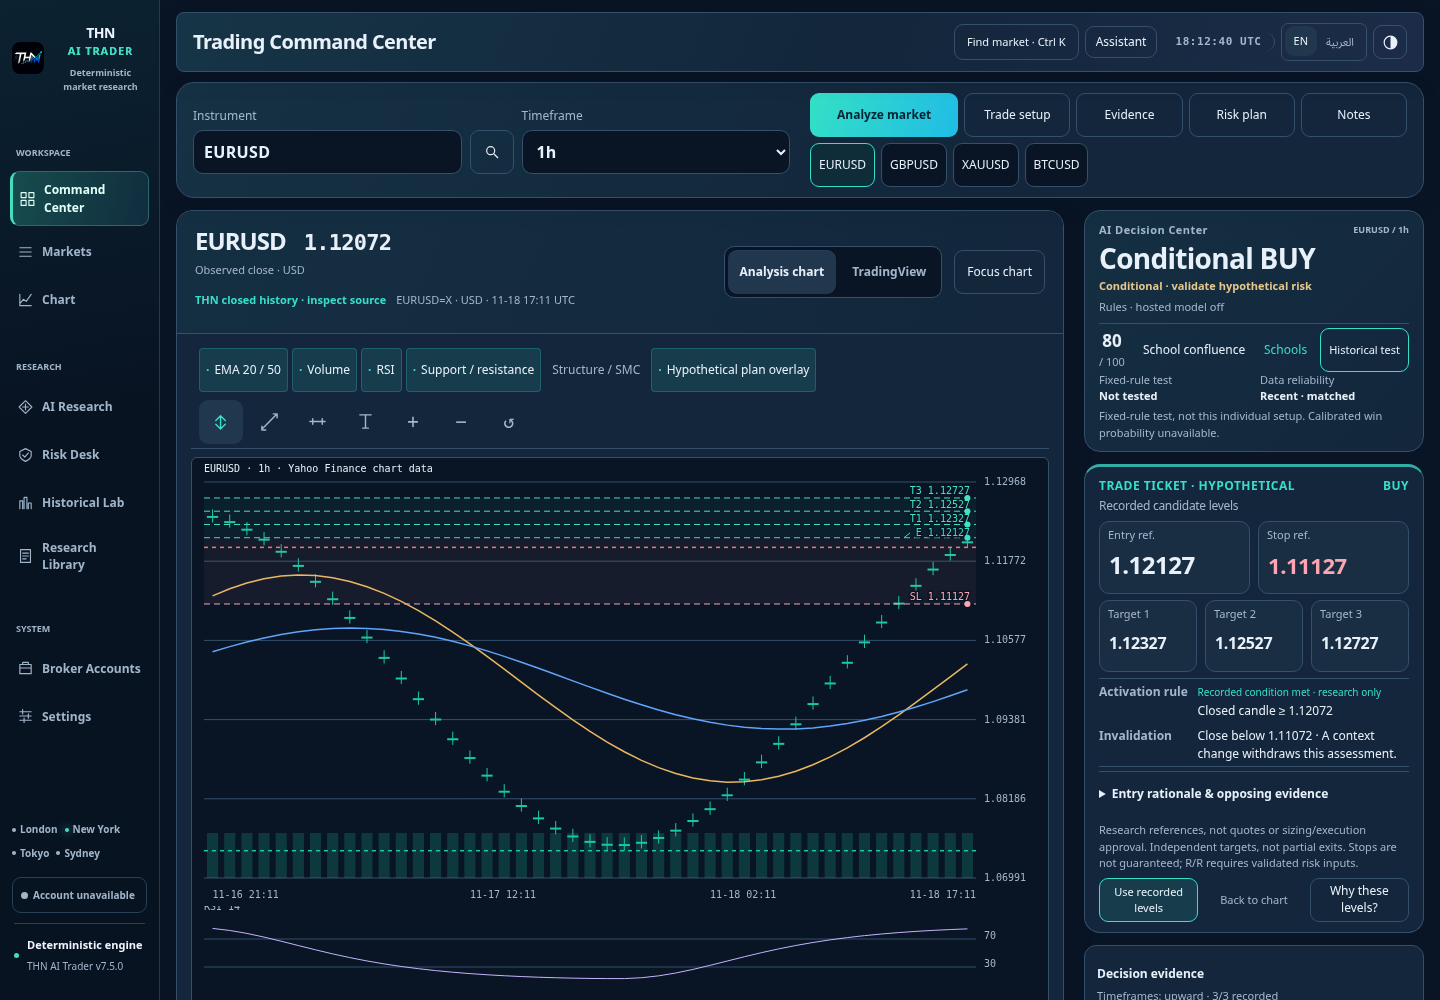 THN
AI TRADER
Deterministic
market research
WORKSPACE
Command
Center
Markets
Chart
RESEARCH
AI Research
Risk Desk
Historical Lab
Research
Library
SYSTEM
Broker Accounts
Settings
London New York
Tokyo Sydney
Account unavailable
Deterministic engine
THN AI Trader v7.5.0
Trading Command Center
Find market · Ctrl K
Assistant
18:12:40 UTC
EN
العربية
Instrument
EURUSD
Timeframe
1h
Analyze market
Trade setup
Evidence
Risk plan
Notes
EURUSD
GBPUSD
XAUUSD
BTCUSD
EURUSD 1.12072
Observed close · USD
THN closed history · inspect source EURUSD=X · USD · 11-18 17:11 UTC
Analysis chart
TradingView
Focus chart
· EMA 20 / 50
· Volume
· RSI
· Support / resistance
Structure / SMC
· Hypothetical plan overlay
EURUSD · 1h · Yahoo Finance chart data
T3 1.12727
T2 1.12527
T1 1.12327
E 1.12127
SL 1.11127
1.12968
1.11772
1.10577
1.09381
1.08186
1.06991
11-16 21:11
11-17 12:11
11-18 02:11
11-18 17:11
RSI 14
70
30
AI Decision Center
EURUSD / 1h
Conditional BUY
Conditional · validate hypothetical risk
Rules · hosted model off
80
/ 100
School confluence
Schools
Historical test
Fixed-rule test
Not tested
Data reliability
Recent · matched
Fixed-rule test, not this individual setup. Calibrated win
probability unavailable.
TRADE TICKET · HYPOTHETICAL
BUY
Recorded candidate levels
Entry ref.
1.12127
Stop ref.
1.11127
Target 1
1.12327
Target 2
1.12527
Target 3
1.12727
Activation rule
Recorded condition met · research only
Closed candle ≥ 1.12072
Invalidation
Close below 1.11072 · A context
change withdraws this assessment.
Entry rationale & opposing evidence
Research references, not quotes or sizing/execution
approval. Independent targets, not partial exits. Stops are
not guaranteed; R/R requires validated risk inputs.
Use recorded
levels
Back to chart
Why these
levels?
Decision evidence
Timeframes: upward · 3/3 recorded